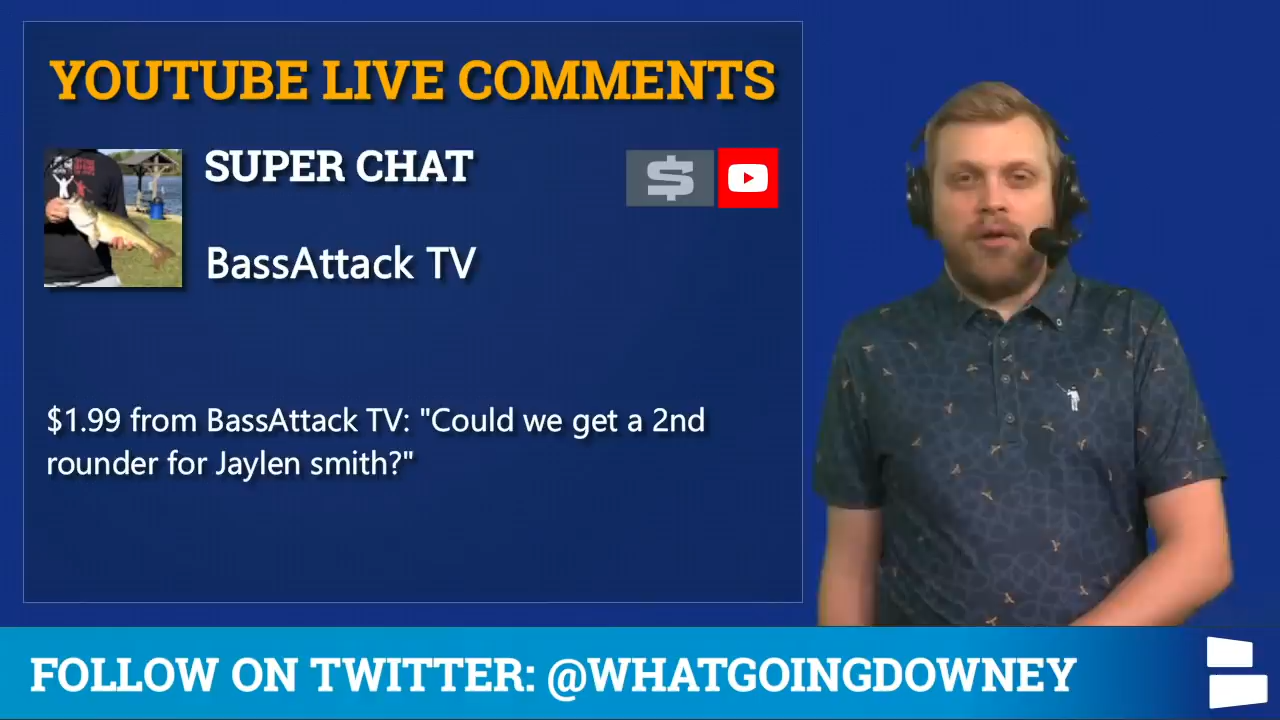 YOUTUBE LIVE COMMENTS
SUPER CHAT
BassAttack TV
$1.99 from BassAttack TV: "Could we get a 2nd
rounder for Jaylen smith?"
FOLLOW ON TWITTER: @WHATGOINGDOWNEY